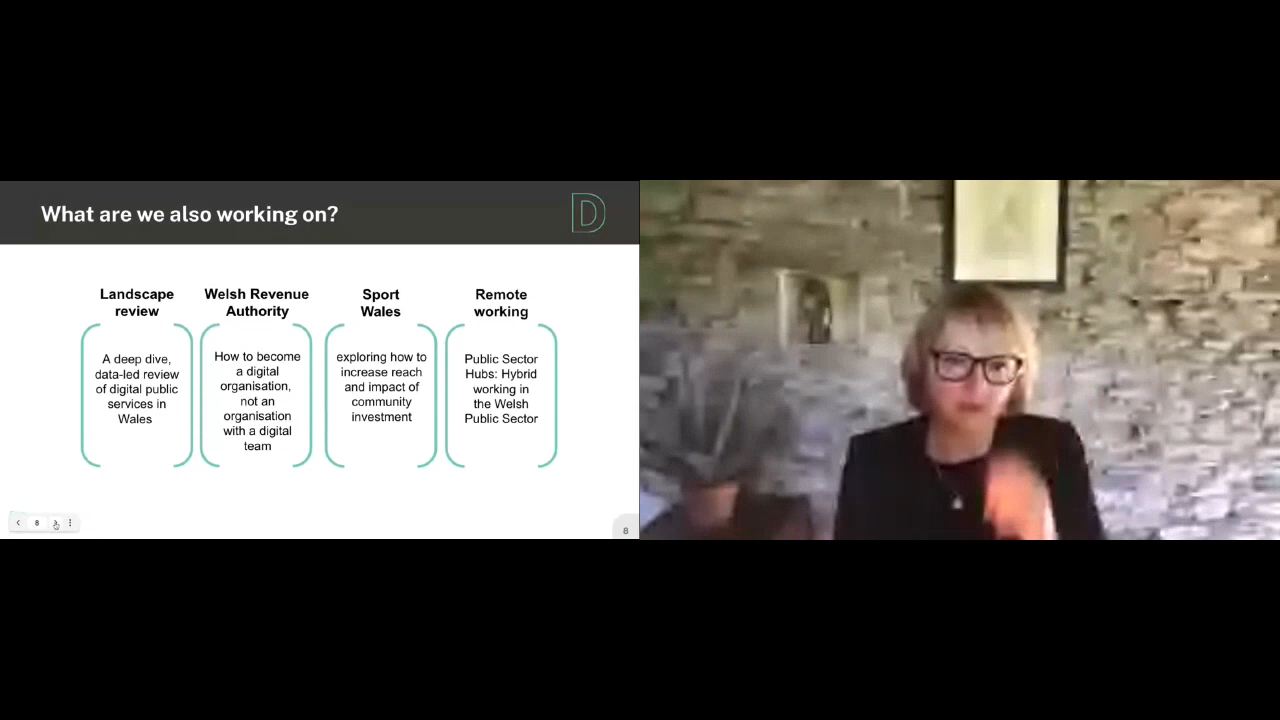 What are we also working on?
D
Landscape
review
A deep dive,
data-led review
of digital public
services in
Wales
Welsh Revenue
Authority
How to become
a digital
organisation,
not an
organisation
with a digital
team
Sport
Wales
exploring how to
increase reach
and impact of
community
investment
Remote
working
Public Sector
Hubs: Hybrid
working in
the Welsh
Public Sector
8
8